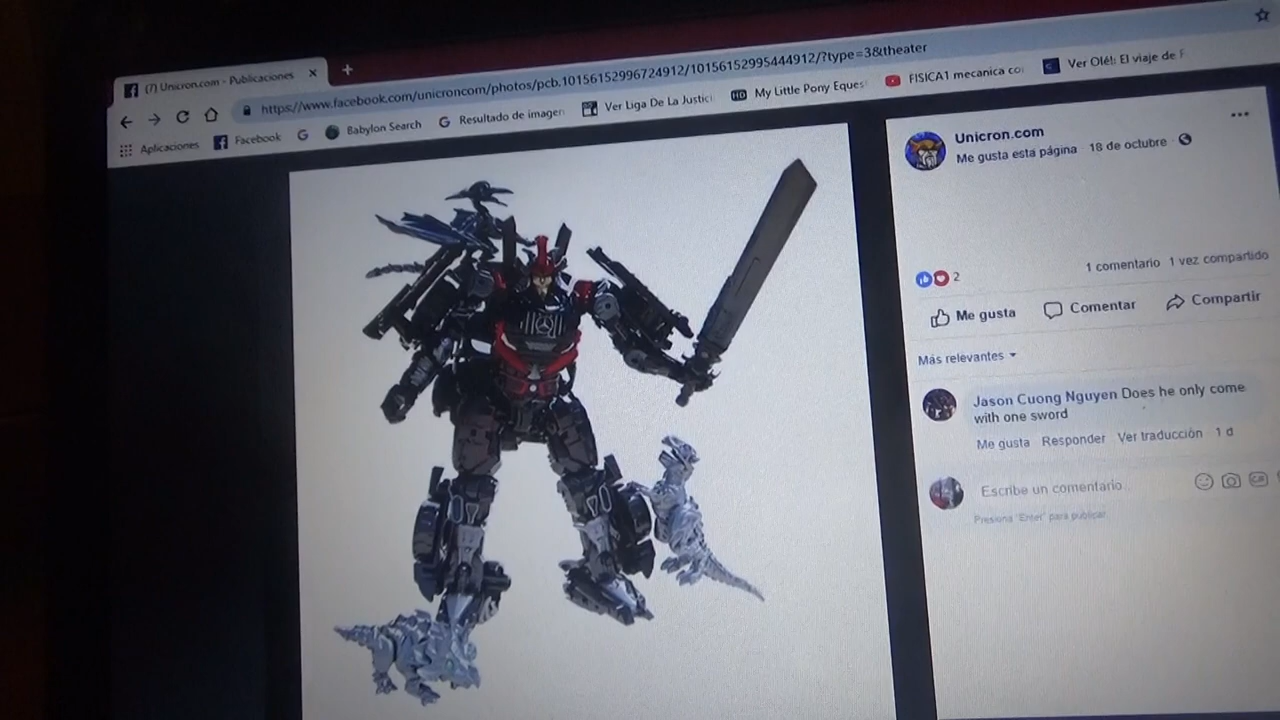 (7) Unicron.com - Publicaciones
https://www.facebook.com/unicroncom/photos/pcb.10156152996724912/10156152995444912/?type=3&theater
Aplicaciones Facebook Babylon Search Resultado de imagen Ver Liga De La Justici HD My Little Pony Eques FISICA1 mecanica co Ver Olé!: El viaje de F
Unicron.com
Me gusta esta página · 18 de octubre ·
2
1 comentario 1 vez compartido
Me gusta Comentar Compartir
Más relevantes
Jason Cuong Nguyen Does he only come
with one sword
Me gusta Responder Ver traducción 1 d
Escribe un comentario...
Presiona "Enter" para publicar.